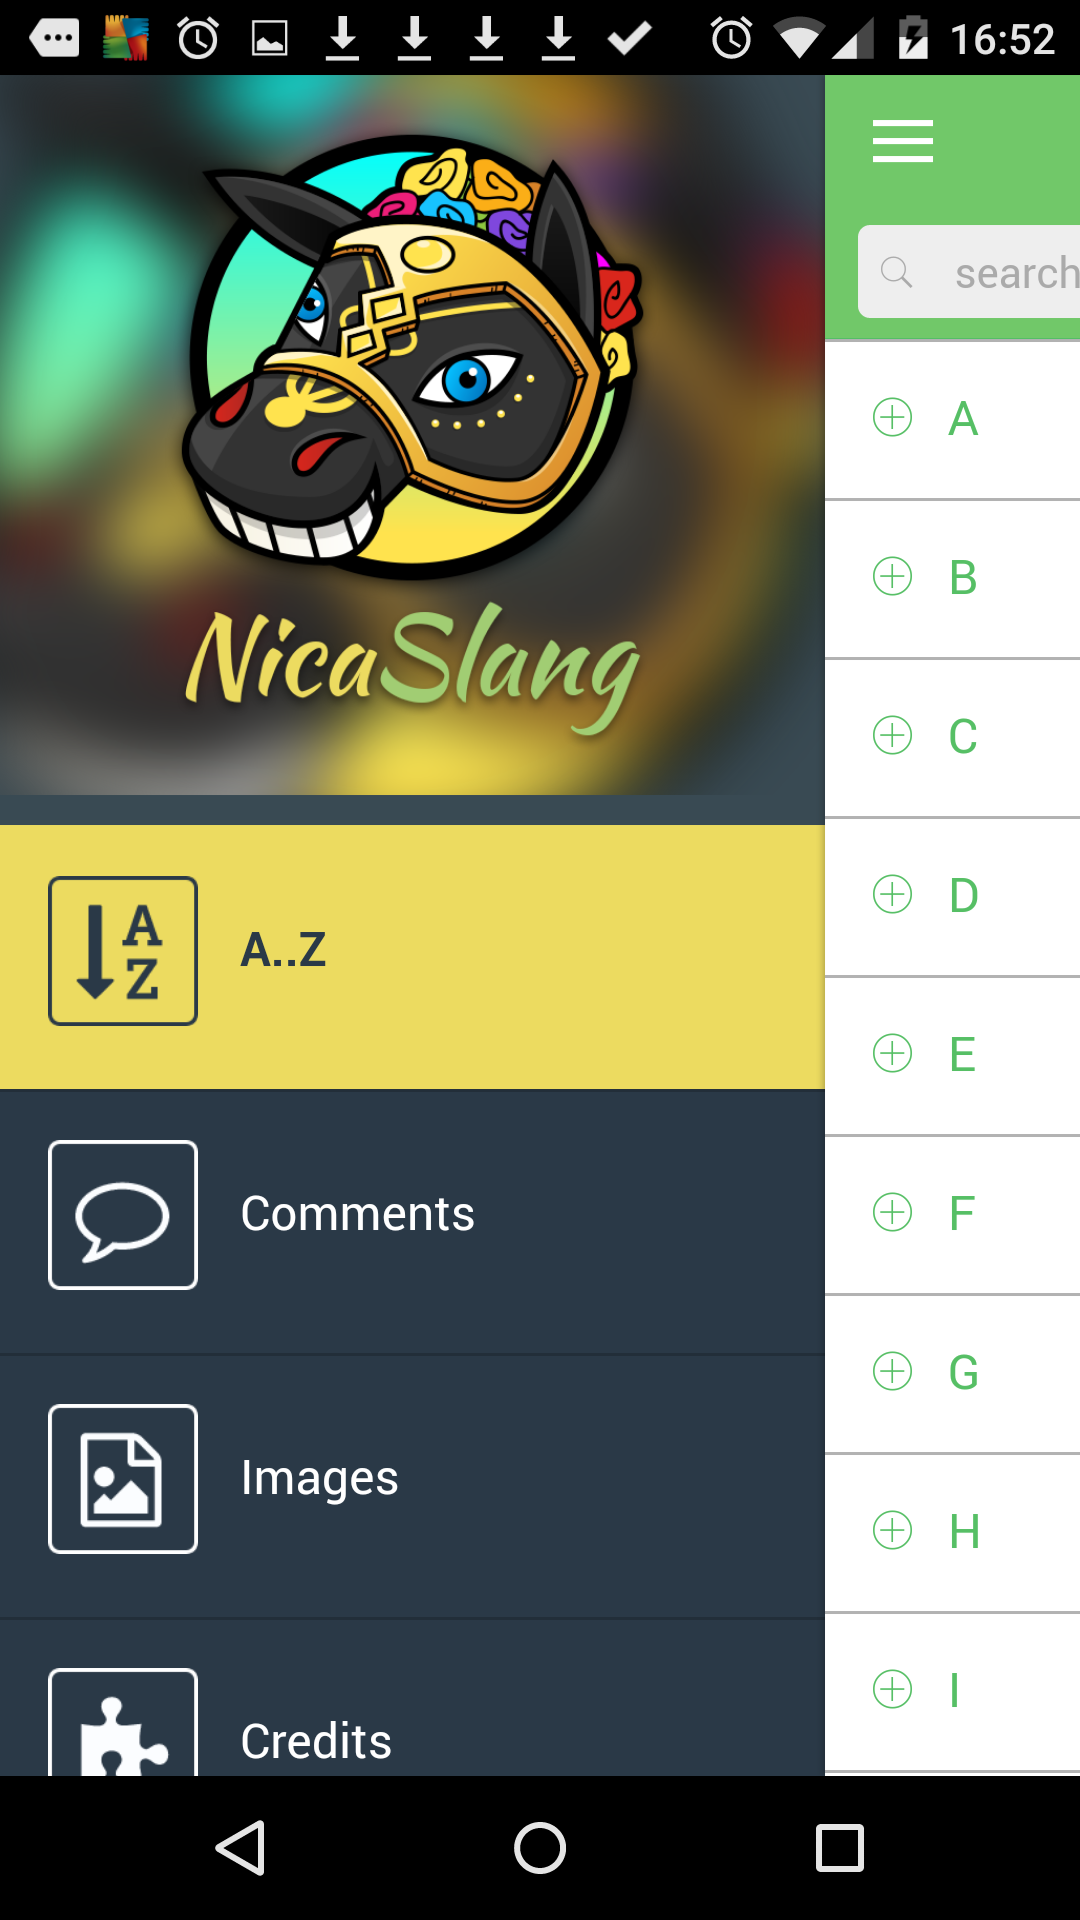 16:52
NicaSlang
search
A
Z
A..Z
Comments
Images
Credits
A
B
C
D
E
F
G
H
I